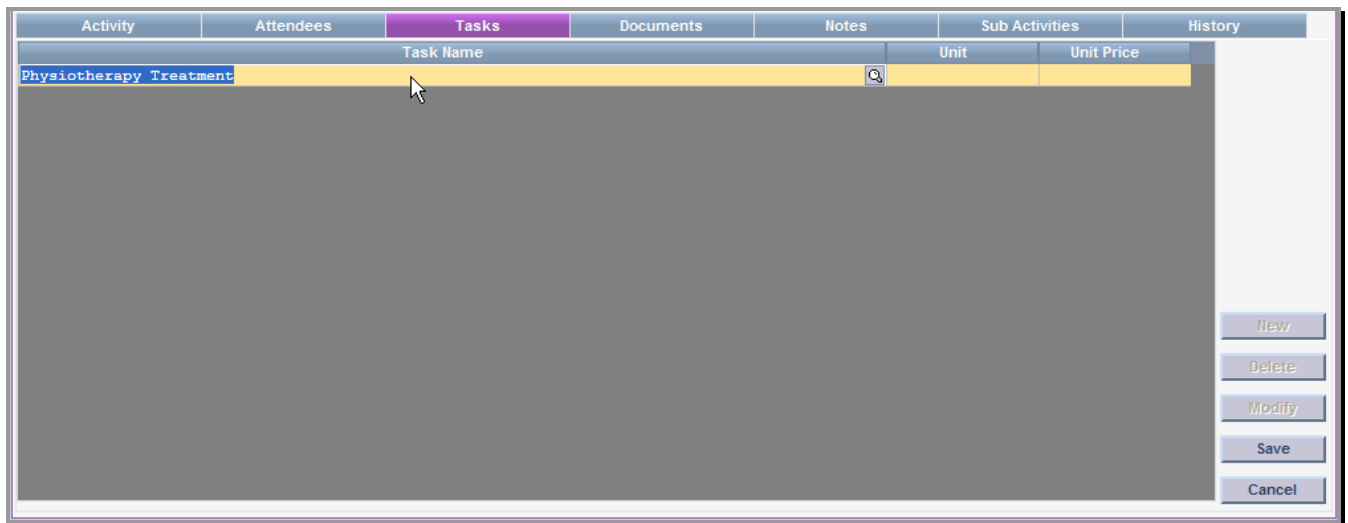 Activity Attendees Tasks Documents Notes Sub Activities History
Task Name Unit Unit Price
Physiotherapy Treatment
New
Delete
Modify
Save
Cancel